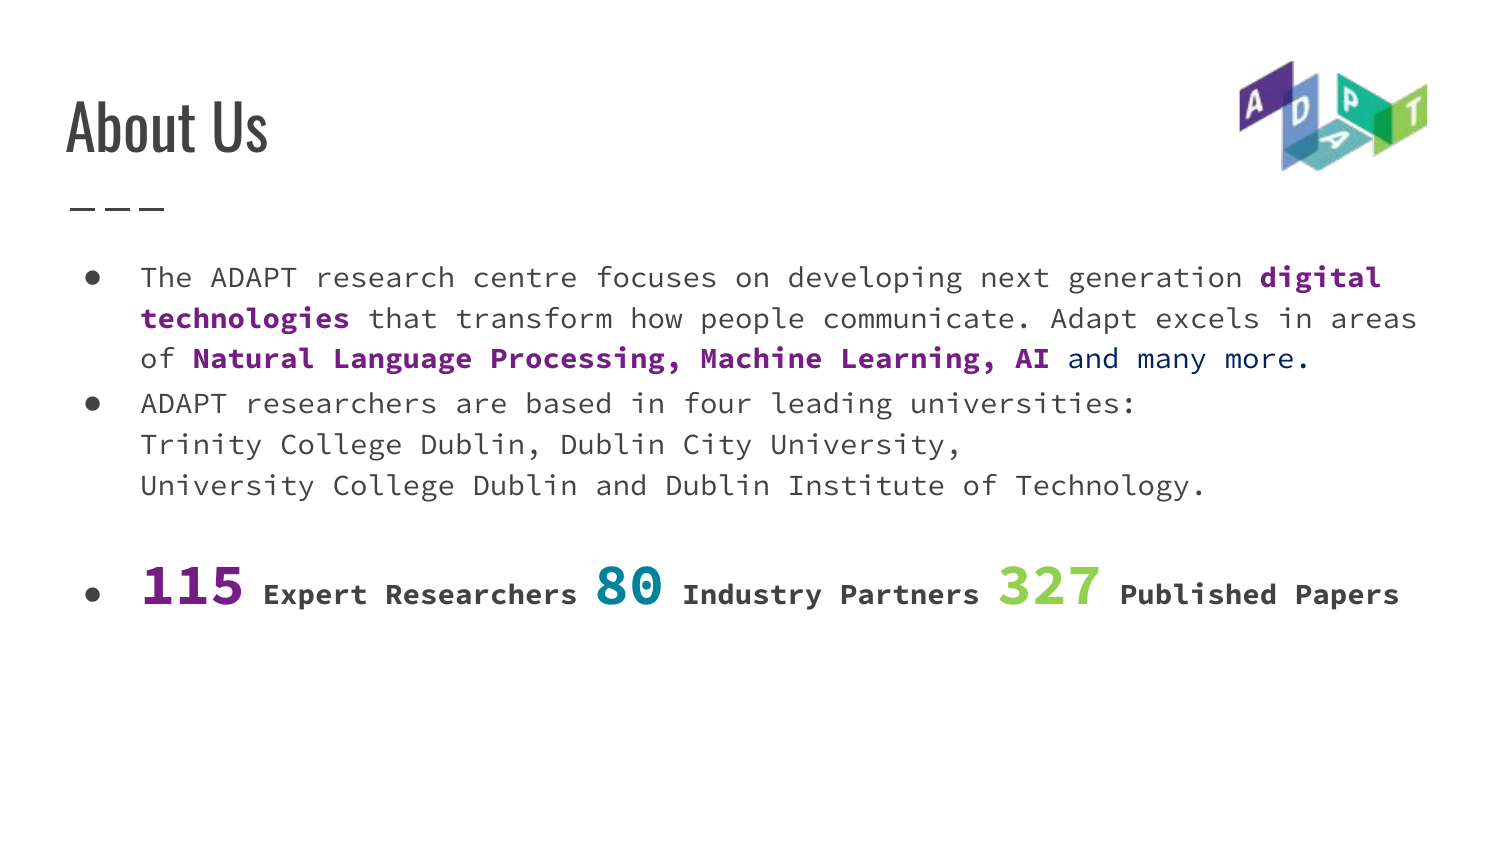 About Us
ADAPT
● The ADAPT research centre focuses on developing next generation digital
technologies that transform how people communicate. Adapt excels in areas
of Natural Language Processing, Machine Learning, AI and many more.
● ADAPT researchers are based in four leading universities:
Trinity College Dublin, Dublin City University,
University College Dublin and Dublin Institute of Technology.
● 115 Expert Researchers 80 Industry Partners 327 Published Papers